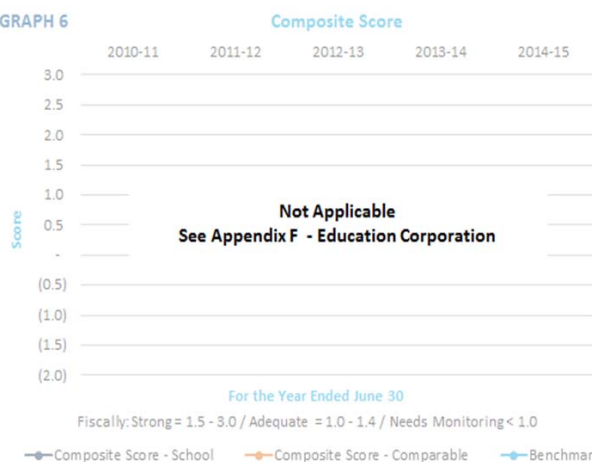 GRAPH 6
Composite Score
2010-11 2011-12 2012-13 2013-14 2014-15
3.0
2.5
2.0
1.5
1.0
0.5
-
(0.5)
(1.0)
(1.5)
(2.0)
Score
Not Applicable
See Appendix F - Education Corporation
For the Year Ended June 30
Fiscally: Strong = 1.5 - 3.0 / Adequate = 1.0 - 1.4 / Needs Monitoring < 1.0
Composite Score - School Composite Score - Comparable Benchmar